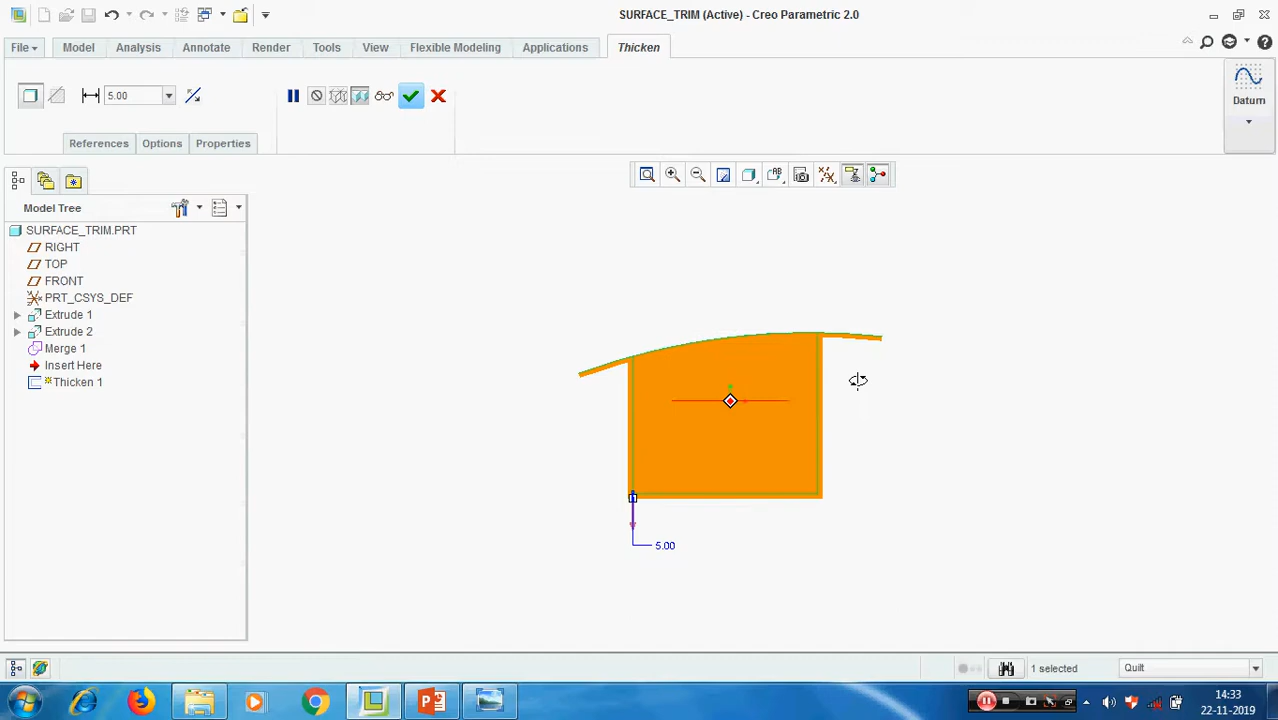 SURFACE_TRIM (Active) - Creo Parametric 2.0
File Model Analysis Annotate Render Tools View Flexible Modeling Applications Thicken
5.00
Datum
References Options Properties
Model Tree
SURFACE_TRIM.PRT
RIGHT
TOP
FRONT
PRT_CSYS_DEF
Extrude 1
Extrude 2
Merge 1
Insert Here
Thicken 1
5.00
1 selected
Quilt
14:33
22-11-2019